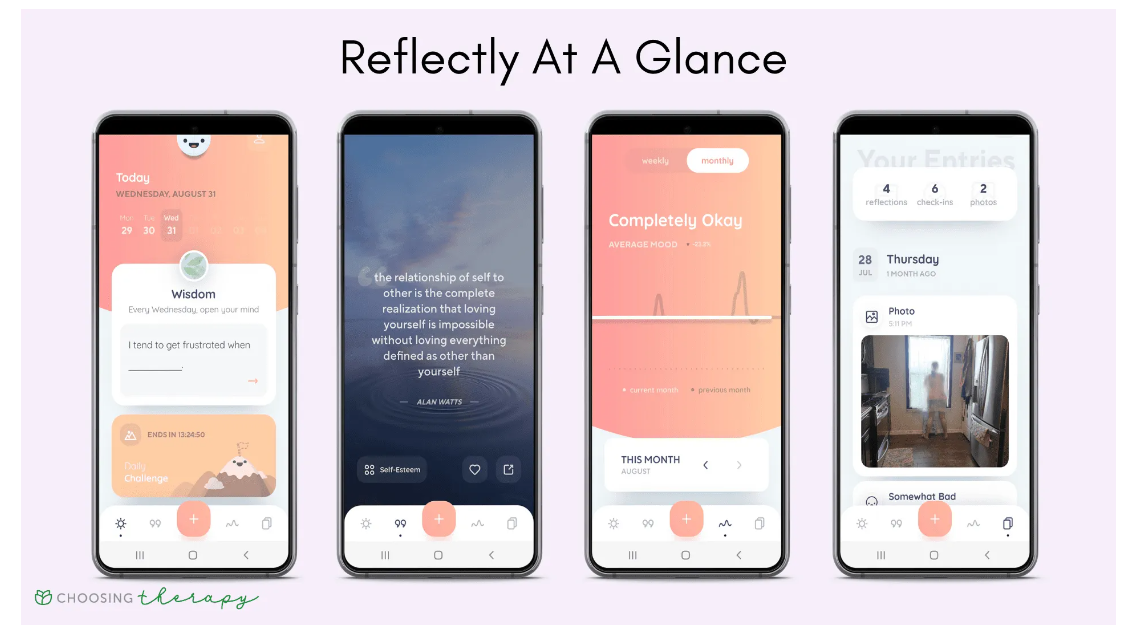 Reflectly At A Glance
Today
WEDNESDAY, AUGUST 31
Mon Tue Wed
29 30 31
Wisdom
Every Wednesday, open your mind
I tend to get frustrated when
__________.
ENDS IN 13:24:50
Daily
Challenge
the relationship of self to
other is the complete
realization that loving
yourself is impossible
without loving everything
defined as other than
yourself
ALAN WATTS
Self-Esteem
weekly monthly
Completely Okay
AVERAGE MOOD
current month previous month
THIS MONTH
AUGUST
Your Entries
4 6 2
reflections check-ins photos
28 Thursday
JUL 1 MONTH AGO
Photo
5:11 PM
Somewhat Bad
CHOOSING therapy